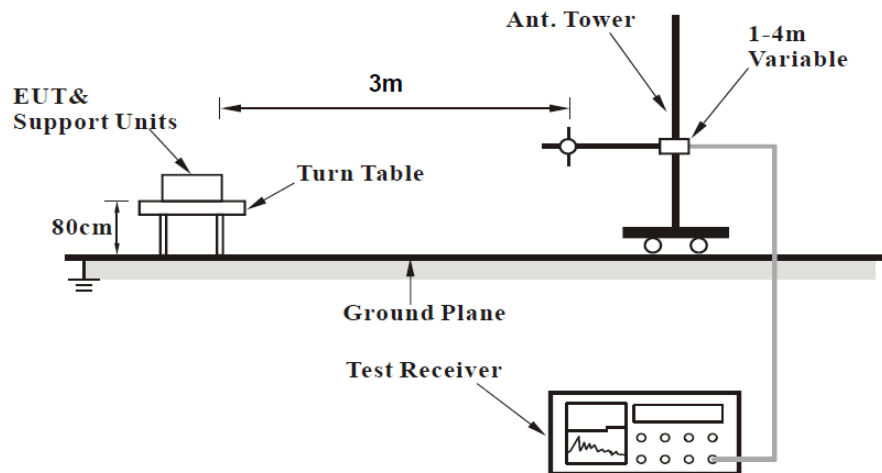 Ant. Tower
1-4m
Variable
3m
EUT&
Support Units
Turn Table
80cm
Ground Plane
Test Receiver